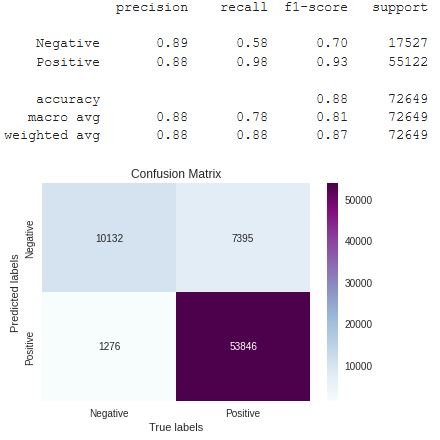 precision recall f1-score support
Negative 0.89 0.58 0.70 17527
Positive 0.88 0.98 0.93 55122
accuracy 0.88 72649
macro avg 0.88 0.78 0.81 72649
weighted avg 0.88 0.88 0.87 72649
Confusion Matrix
10132 7395
1276 53846
Negative
Positive
Predicted labels
Negative Positive
True labels
50000
40000
30000
20000
10000